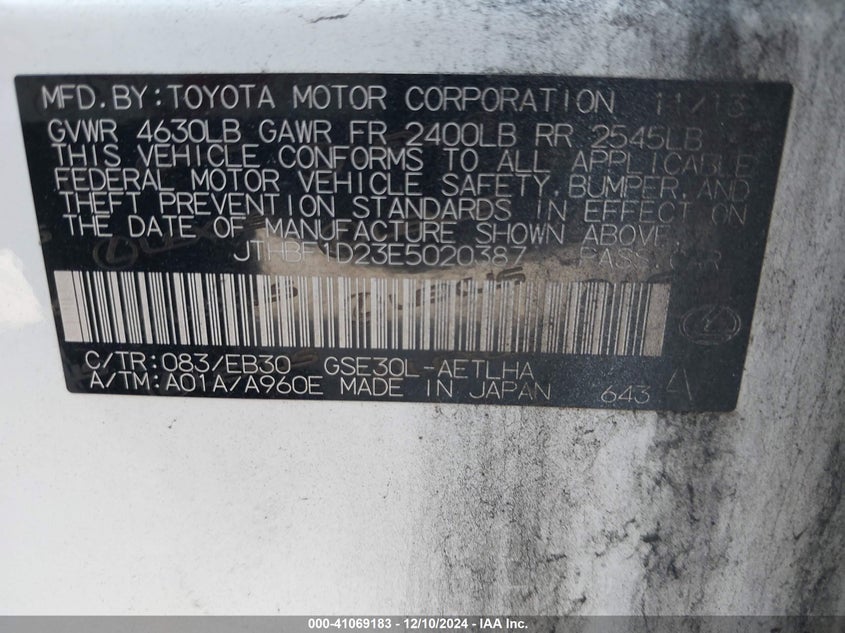 MFD.BY:TOYOTA MOTOR CORPORATION 11/13
GVWR 4630LB GAWR FR 2400LB RR 2545LB
THIS VEHICLE CONFORMS TO ALL APPLICABLE
FEDERAL MOTOR VEHICLE SAFETY,BUMPER,AND
THEFT PREVENTION STANDARDS IN EFFECT ON
THE DATE OF MANUFACTURE SHOWN ABOVE.
JTHBF1D23E5020387 PASS.CAR
C/TR:083/EB30 GSE30L-AETLHA
A/TM:A01A/A960E MADE IN JAPAN 643 A
000-41069183 - 12/10/2024 - IAA Inc.